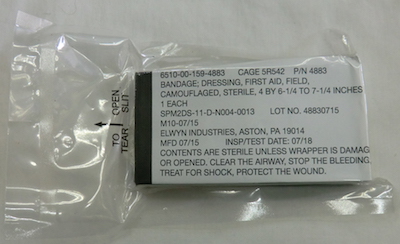 6510-00-159-4883 CAGE 5R542 P/N 4883
BANDAGE; DRESSING, FIRST AID, FIELD,
CAMOUFLAGED, STERILE, 4 BY 6-1/4 TO 7-1/4 INCHES
1 EACH
SPM2DS-11-D-N004-0013 LOT NO. 48830715
M10-07/15
ELWYN INDUSTRIES, ASTON, PA 19014
MFD 07/15 INSP/TEST DATE: 07/18
CONTENTS ARE STERILE UNLESS WRAPPER IS DAMAG
OR OPENED. CLEAR THE AIRWAY, STOP THE BLEEDING,
TREAT FOR SHOCK, PROTECT THE WOUND.
TO OPEN
TEAR SLIT